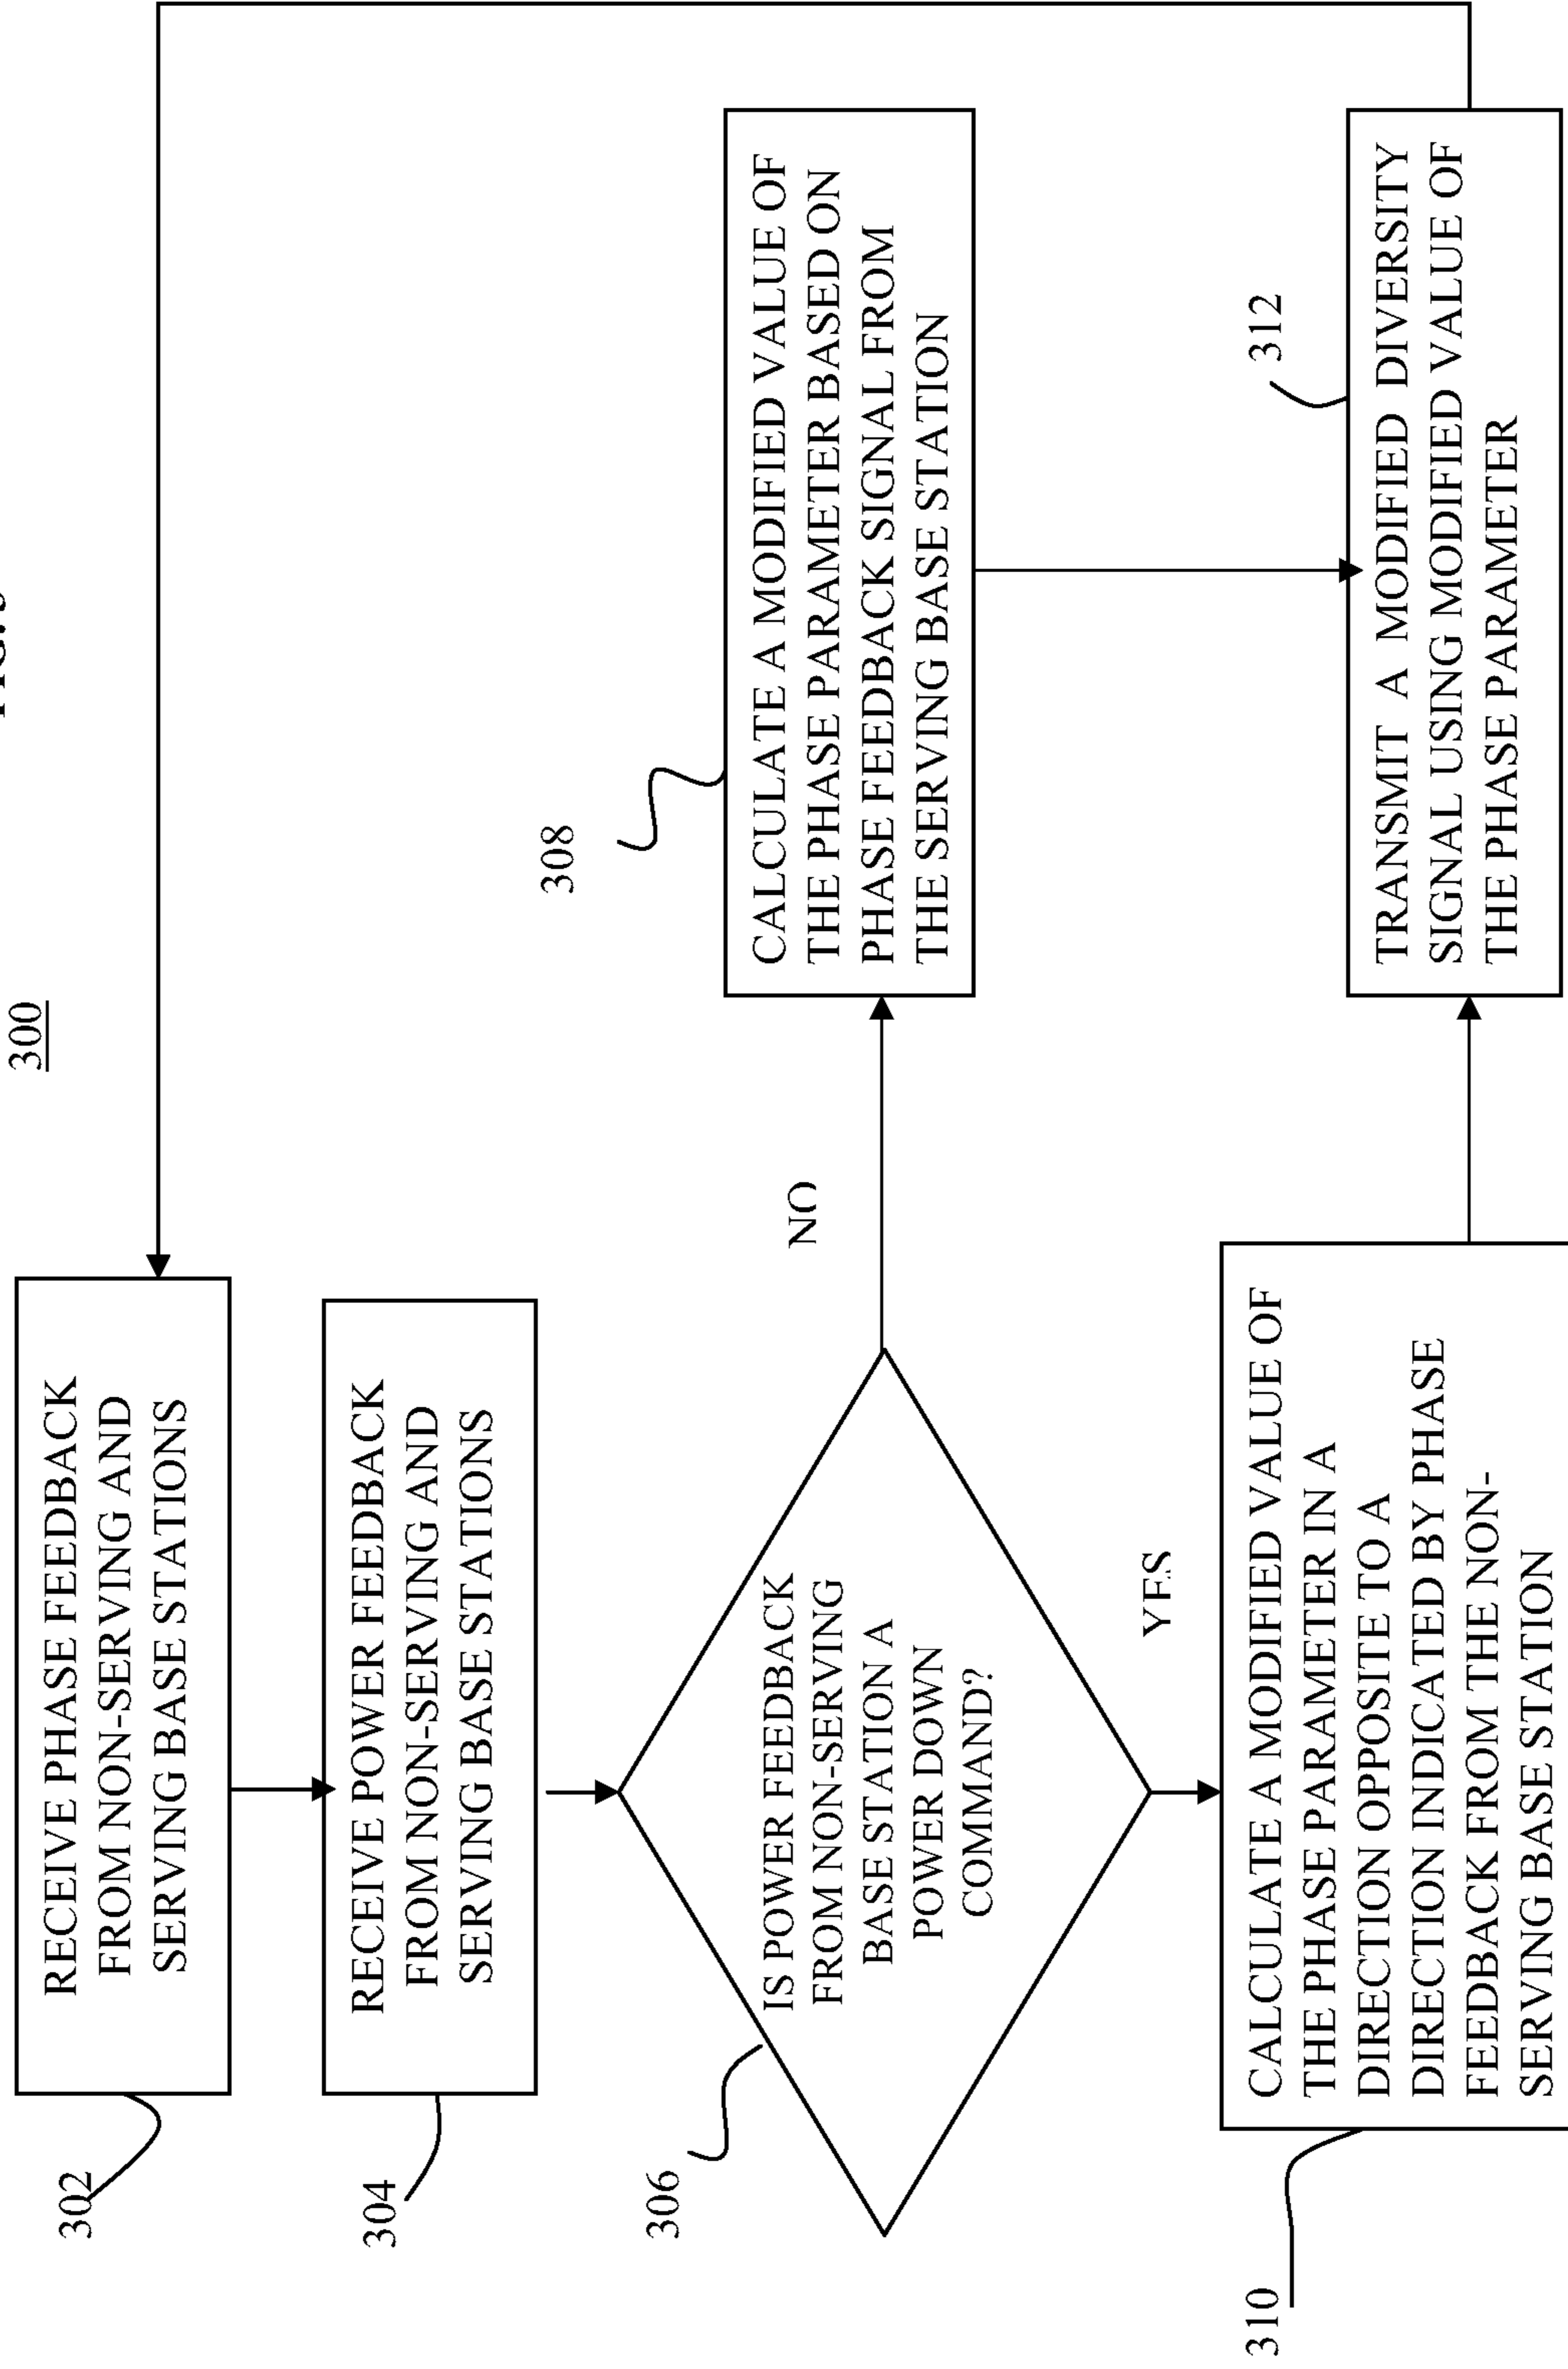 300
302
RECEIVE PHASE FEEDBACK
FROM NON-SERVING AND
SERVING BASE STATIONS
304
RECEIVE POWER FEEDBACK
FROM NON-SERVING AND
SERVING BASE STATIONS
306
IS POWER FEEDBACK
FROM NON-SERVING
BASE STATION A
POWER DOWN
COMMAND?
NO
308
CALCULATE A MODIFIED VALUE OF
THE PHASE PARAMETER BASED ON
PHASE FEEDBACK SIGNAL FROM
THE SERVING BASE STATION
YES
310
CALCULATE A MODIFIED VALUE OF
THE PHASE PARAMETER IN A
DIRECTION OPPOSITE TO A
DIRECTION INDICATED BY PHASE
FEEDBACK FROM THE NON-
SERVING BASE STATION
312
TRANSMIT A MODIFIED DIVERSITY
SIGNAL USING MODIFIED VALUE OF
THE PHASE PARAMETER